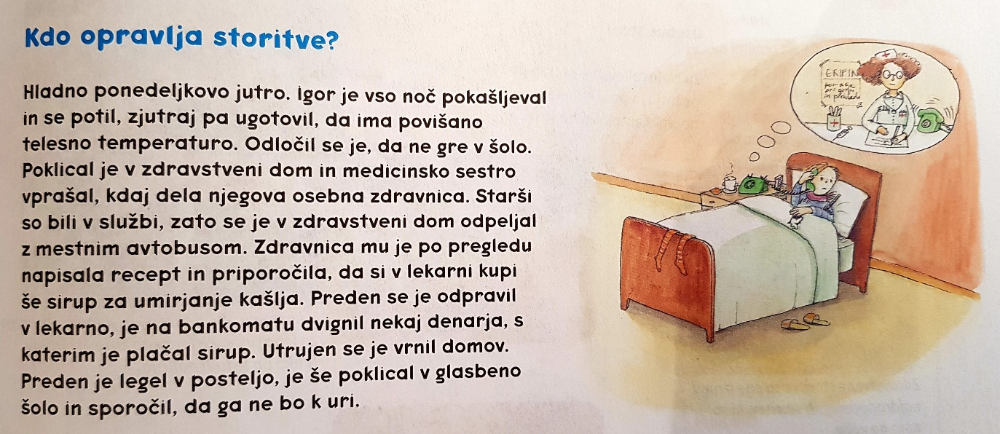 Kdo opravlja storitve?
Hladno ponedeljkovo jutro. Igor je vso noč pokašljeval
in se potil, zjutraj pa ugotovil, da ima povišano
telesno temperaturo. Odločil se je, da ne gre v šolo.
Poklical je v zdravstveni dom in medicinsko sestro
vprašal, kdaj dela njegova osebna zdravnica. Starši
so bili v službi, zato se je v zdravstveni dom odpeljal
z mestnim avtobusom. Zdravnica mu je po pregledu
napisala recept in priporočila, da si v lekarni kupi
še sirup za umirjanje kašlja. Preden se je odpravil
v lekarno, je na bankomatu dvignil nekaj denarja, s
katerim je plačal sirup. Utrujen se je vrnil domov.
Preden je legel v posteljo, je še poklical v glasbeno
šolo in sporočil, da ga ne bo k uri.
ERIPIN
pomaga
pri gripi
in prehladu